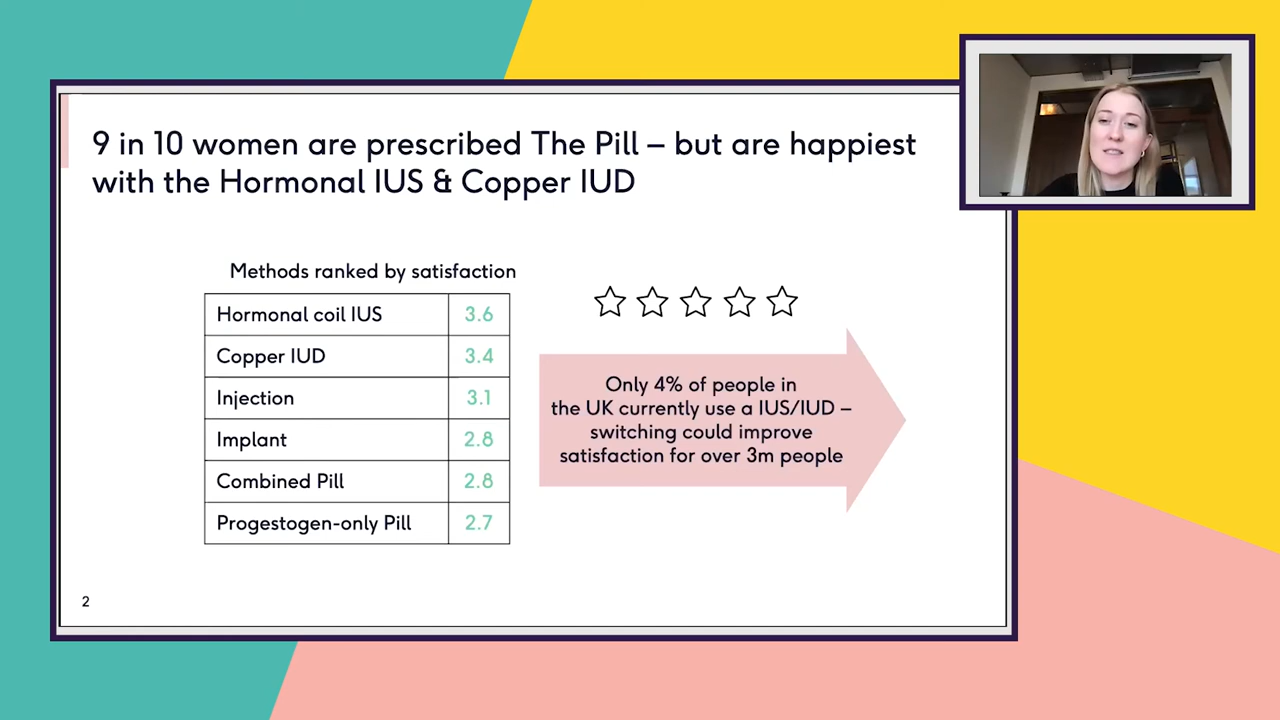 9 in 10 women are prescribed The Pill – but are happiest
with the Hormonal IUS & Copper IUD
Methods ranked by satisfaction
Hormonal coil IUS 3.6
Copper IUD 3.4
Injection 3.1
Implant 2.8
Combined Pill 2.8
Progestogen-only Pill 2.7
Only 4% of people in
the UK currently use a IUS/IUD –
switching could improve
satisfaction for over 3m people
2